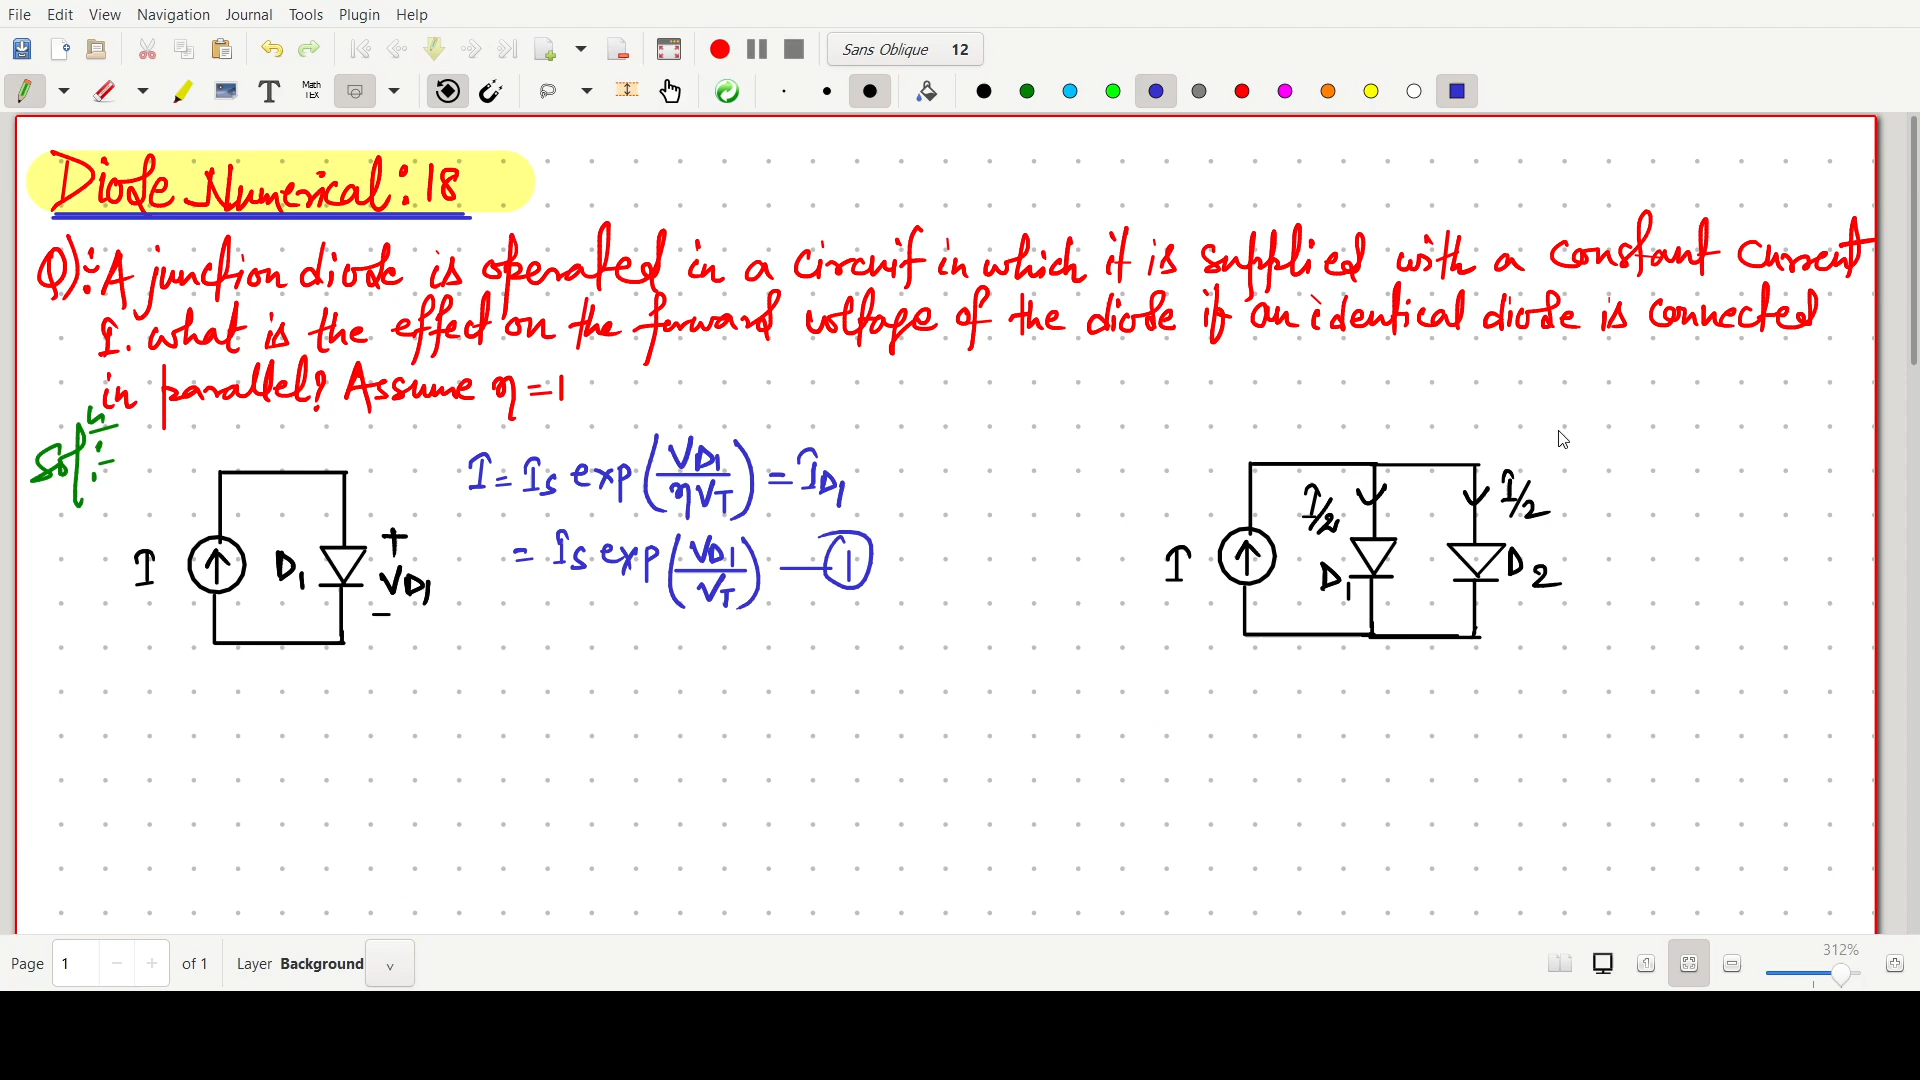 File Edit View Navigation Journal Tools Plugin Help
Sans Oblique 12
Math TEX
Diode Numerical: 18
Q):- A junction diode is operated in a circuit in which it is supplied with a constant current
I. what is the effect on the forward voltage of the diode if an identical diode is connected
in parallel? Assume η = 1
Solⁿ:-
I = Is exp(VD1/ηVT) = ID1
= Is exp(VD1/VT) — ①
I D1 + VD1 -
I I/2 D1 I/2 D2
Page 1 of 1 Layer Background 312%